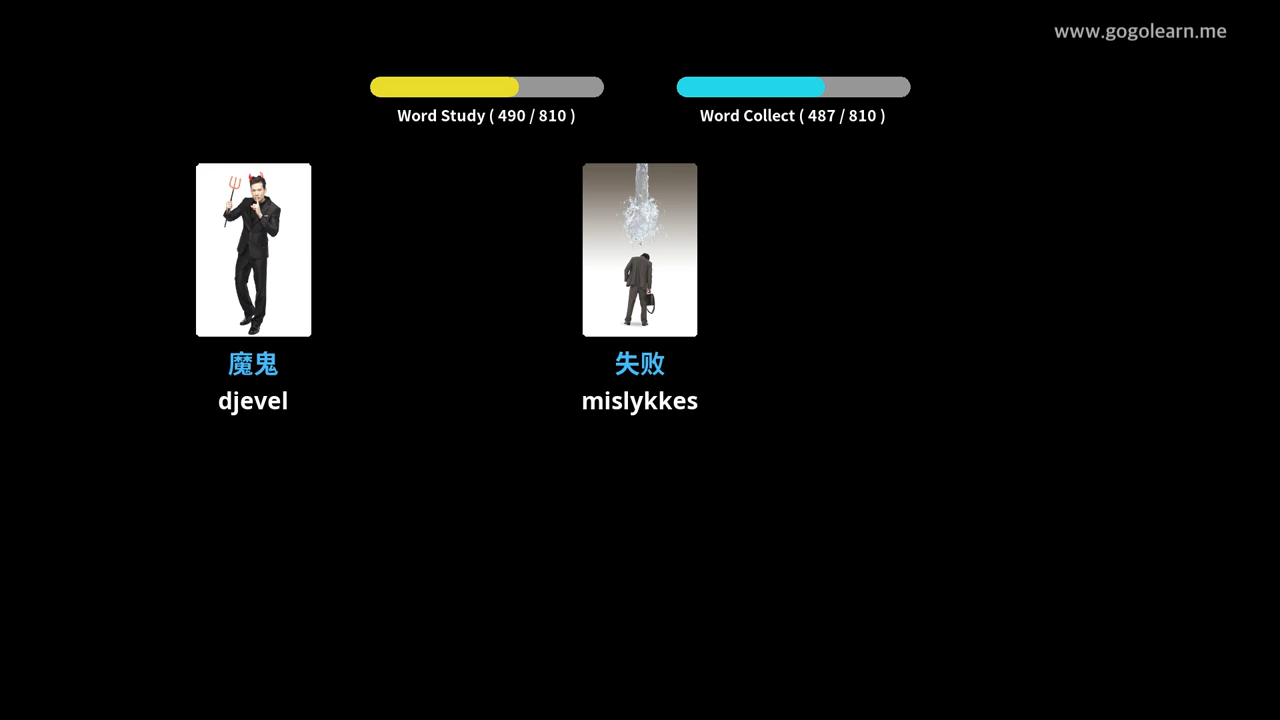 www.gogolearn.me
Word Study ( 490 / 810 )
Word Collect ( 487 / 810 )
魔鬼
djevel
失败
mislykkes